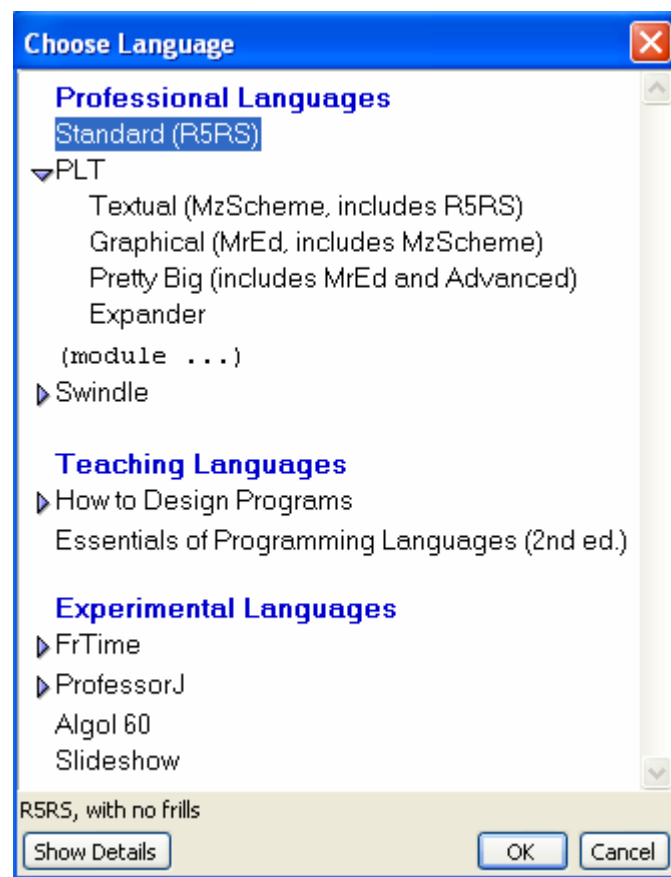 Choose Language
Professional Languages
Standard (R5RS)
PLT
Textual (MzScheme, includes R5RS)
Graphical (MrEd, includes MzScheme)
Pretty Big (includes MrEd and Advanced)
Expander
(module ...)
Swindle
Teaching Languages
How to Design Programs
Essentials of Programming Languages (2nd ed.)
Experimental Languages
FrTime
ProfessorJ
Algol 60
Slideshow
R5RS, with no frills
Show Details OK Cancel